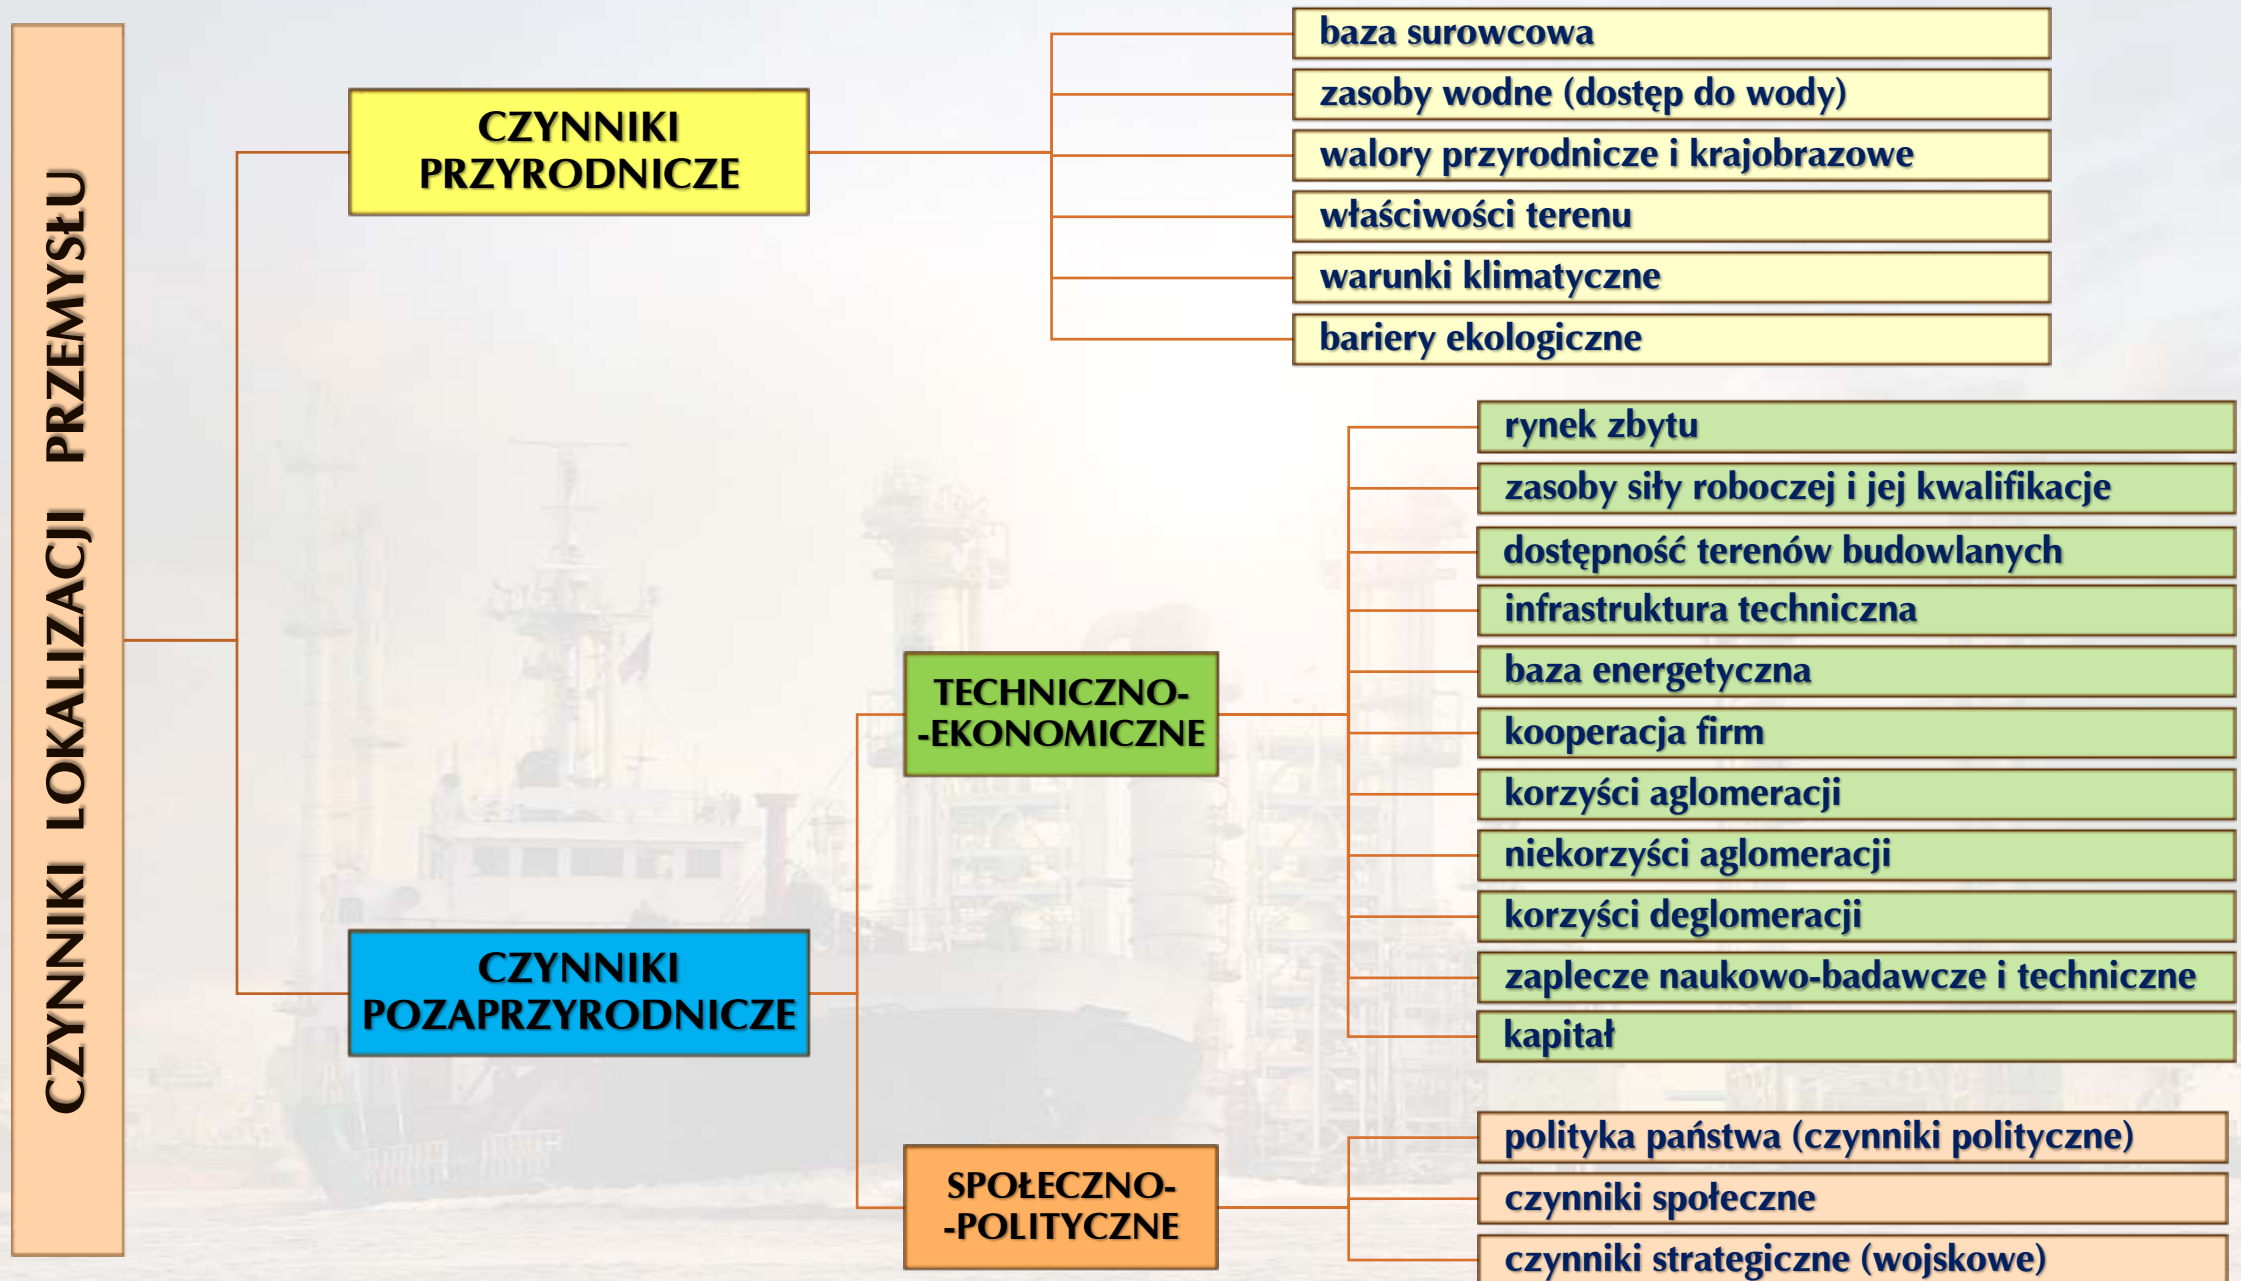 CZYNNIKI LOKALIZACJI PRZEMYSŁU
CZYNNIKI
PRZYRODNICZE
baza surowcowa
zasoby wodne (dostęp do wody)
walory przyrodnicze i krajobrazowe
właściwości terenu
warunki klimatyczne
bariery ekologiczne
CZYNNIKI
POZAPRZYRODNICZE
TECHNICZNO-
-EKONOMICZNE
rynek zbytu
zasoby siły roboczej i jej kwalifikacje
dostępność terenów budowlanych
infrastruktura techniczna
baza energetyczna
kooperacja firm
korzyści aglomeracji
niekorzyści aglomeracji
korzyści deglomeracji
zaplecze naukowo-badawcze i techniczne
kapitał
SPOŁECZNO-
-POLITYCZNE
polityka państwa (czynniki polityczne)
czynniki społeczne
czynniki strategiczne (wojskowe)